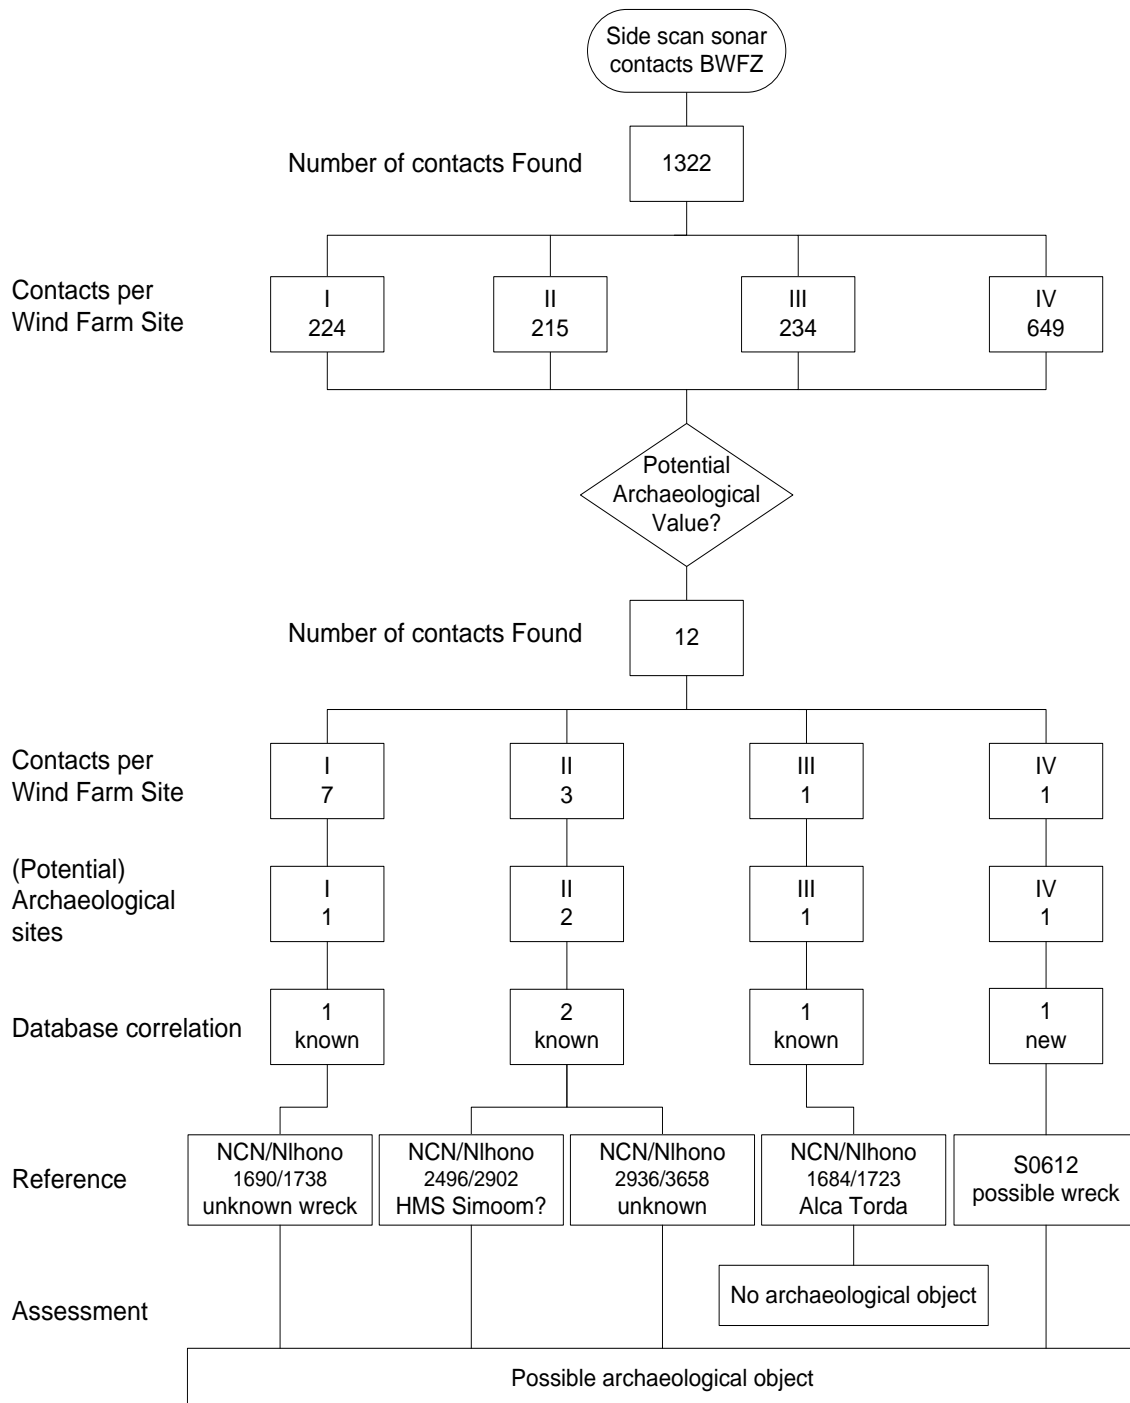 Side scan sonar
contacts BWFZ
Number of contacts Found
1322
Contacts per
Wind Farm Site
I
224
II
215
III
234
IV
649
Potential
Archaeological
Value?
Number of contacts Found
12
Contacts per
Wind Farm Site
I
7
II
3
III
1
IV
1
(Potential)
Archaeological
sites
I
1
II
2
III
1
IV
1
Database correlation
1
known
2
known
1
known
1
new
Reference
NCN/Nlhono
1690/1738
unknown wreck
NCN/Nlhono
2496/2902
HMS Simoom?
NCN/Nlhono
2936/3658
unknown
NCN/Nlhono
1684/1723
Alca Torda
S0612
possible wreck
Assessment
No archaeological object
Possible archaeological object